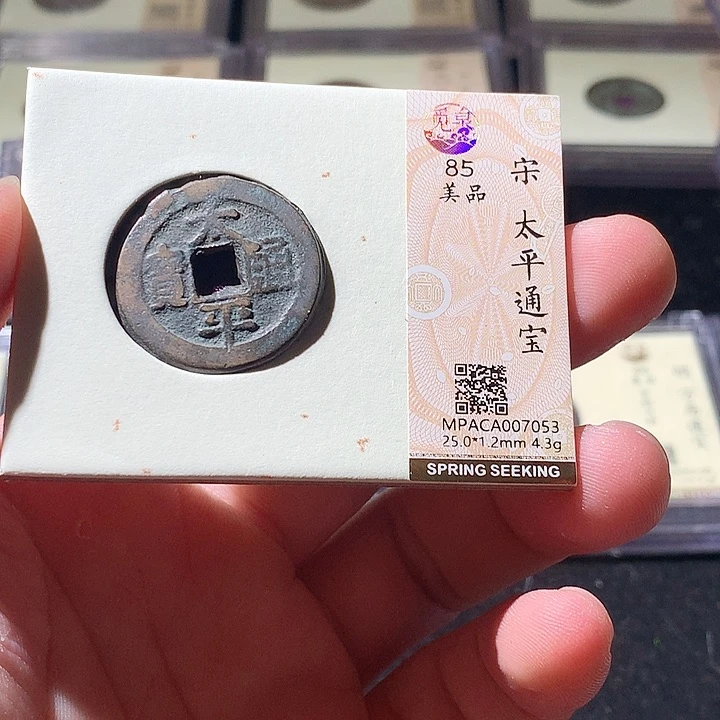 太
平
通
寶
觅泉
85
美品
宋 太平通宝
MPACA007053
25.0*1.2mm 4.3g
SPRING SEEKING